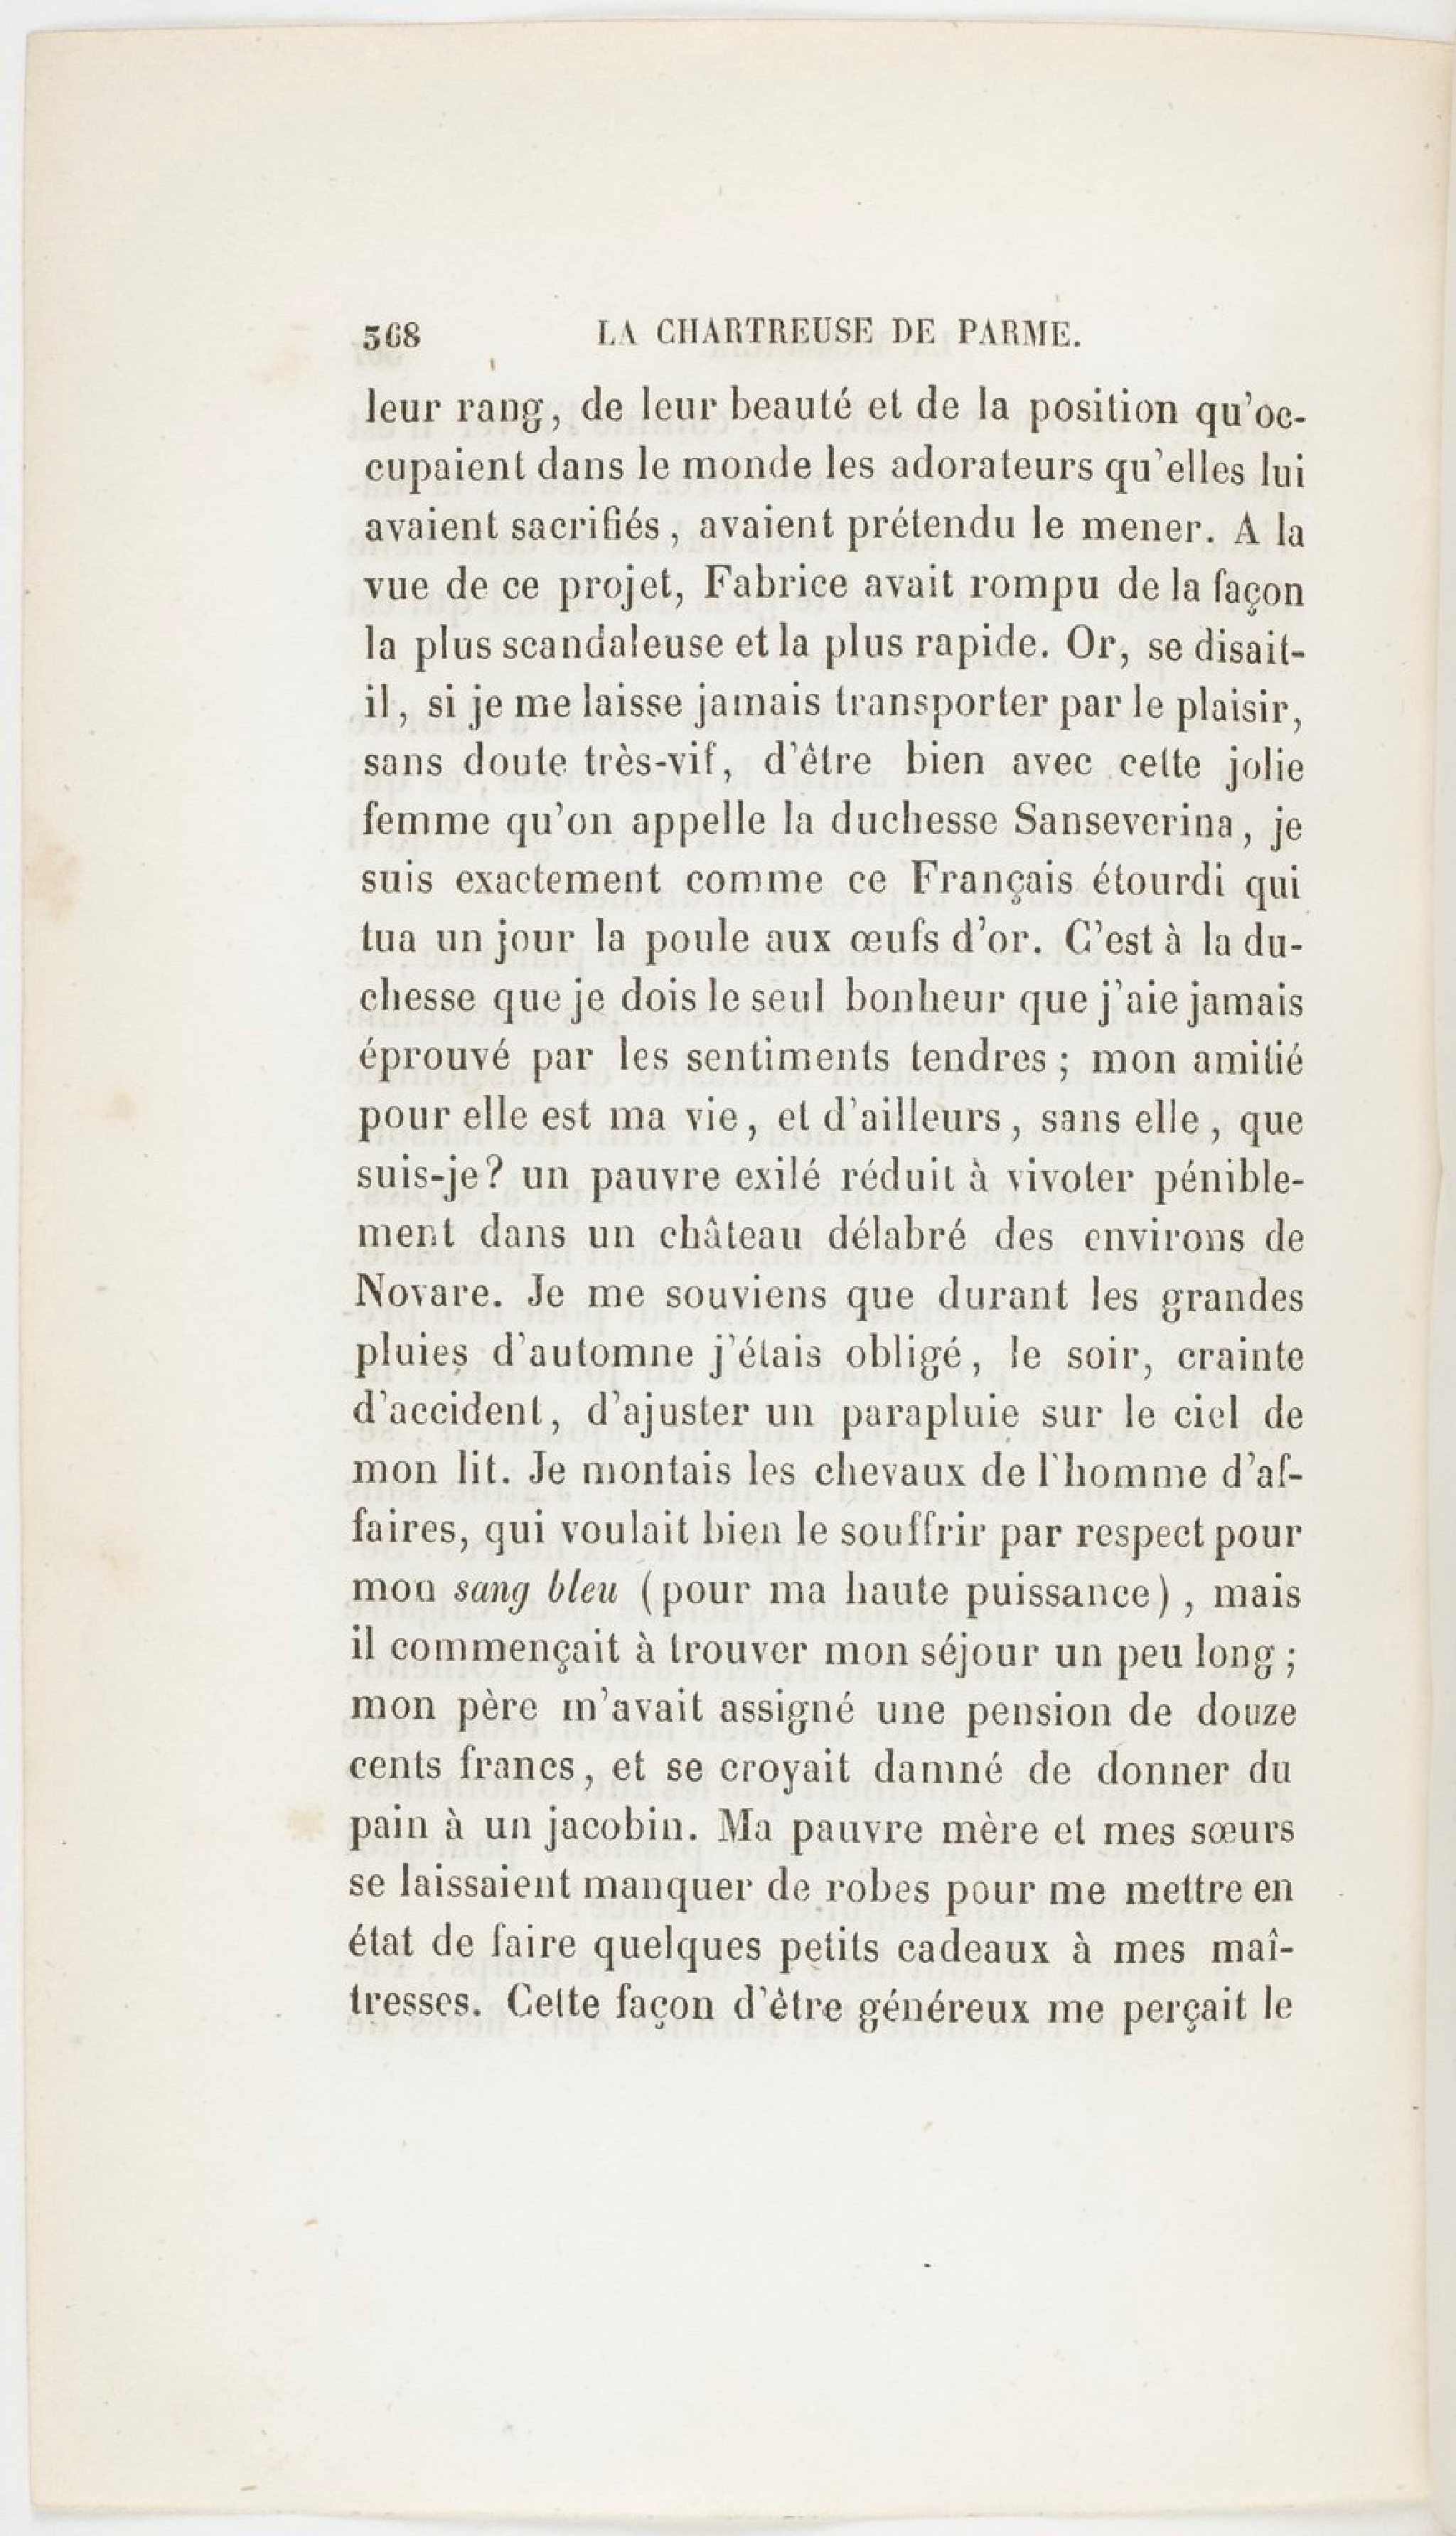 368 LA CHARTREUSE DE PARME.
leur rang, de leur beauté et de la position qu'oc-
cupaient dans le monde les adorateurs qu'elles lui
avaient sacrifiés, avaient prétendu le mener. A la
vue de ce projet, Fabrice avait rompu de la façon
la plus scandaleuse et la plus rapide. Or, se disait-
il, si je me laisse jamais transporter par le plaisir,
sans doute très-vif, d'être bien avec cette jolie
femme qu'on appelle la duchesse Sanseverina, je
suis exactement comme ce Français étourdi qui
tua un jour la poule aux œufs d'or. C'est à la du-
chesse que je dois le seul bonheur que j'aie jamais
éprouvé par les sentiments tendres ; mon amitié
pour elle est ma vie, et d'ailleurs, sans elle, que
suis-je? un pauvre exilé réduit à vivoter pénible-
ment dans un château délabré des environs de
Novare. Je me souviens que durant les grandes
pluies d'automne j'étais obligé, le soir, crainte
d'accident, d'ajuster un parapluie sur le ciel de
mon lit. Je montais les chevaux de l'homme d'af-
faires, qui voulait bien le souffrir par respect pour
mon sang bleu (pour ma haute puissance), mais
il commençait à trouver mon séjour un peu long ;
mon père m'avait assigné une pension de douze
cents francs, et se croyait damné de donner du
pain à un jacobin. Ma pauvre mère et mes sœurs
se laissaient manquer de robes pour me mettre en
état de faire quelques petits cadeaux à mes maî-
tresses. Cette façon d'être généreux me perçait le